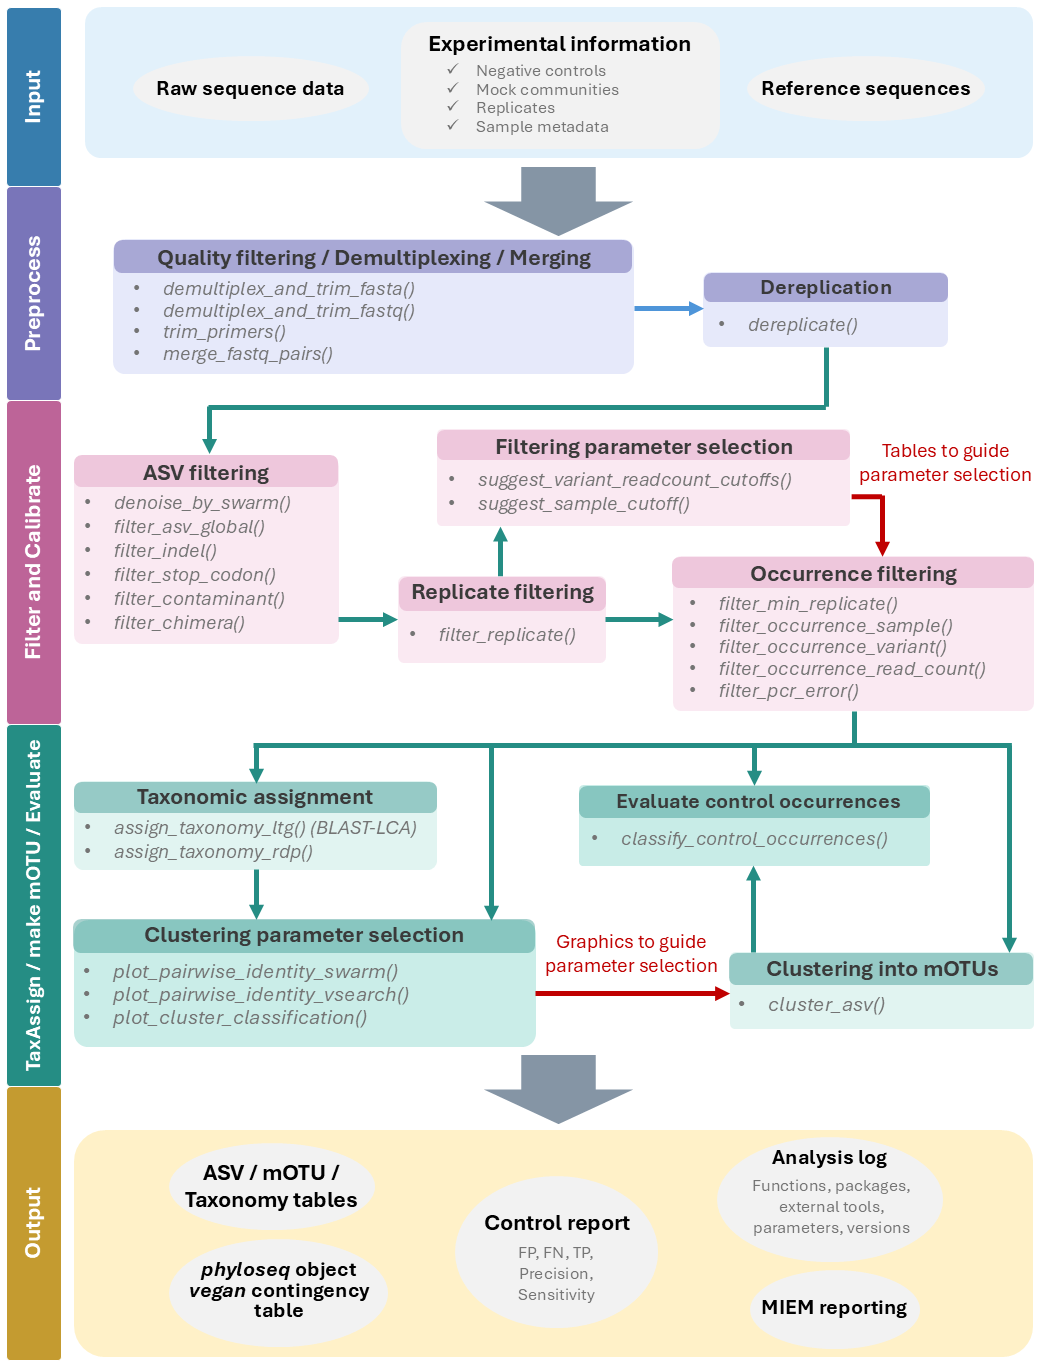 Input
Raw sequence data
Experimental information
✓ Negative controls
✓ Mock communities
✓ Replicates
✓ Sample metadata
Reference sequences
Preprocess
Quality filtering / Demultiplexing / Merging
• demultiplex_and_trim_fasta()
• demultiplex_and_trim_fastq()
• trim_primers()
• merge_fastq_pairs()
Dereplication
• dereplicate()
Filter and Calibrate
ASV filtering
• denoise_by_swarm()
• filter_asv_global()
• filter_indel()
• filter_stop_codon()
• filter_contaminant()
• filter_chimera()
Filtering parameter selection
• suggest_variant_readcount_cutoffs()
• suggest_sample_cutoff()
Tables to guide
parameter selection
Replicate filtering
• filter_replicate()
Occurrence filtering
• filter_min_replicate()
• filter_occurrence_sample()
• filter_occurrence_variant()
• filter_occurrence_read_count()
• filter_pcr_error()
TaxAssign / make mOTU / Evaluate
Taxonomic assignment
• assign_taxonomy_ltg() (BLAST-LCA)
• assign_taxonomy_rdp()
Evaluate control occurrences
• classify_control_occurrences()
Clustering parameter selection
• plot_pairwise_identity_swarm()
• plot_pairwise_identity_vsearch()
• plot_cluster_classification()
Graphics to guide
parameter selection
Clustering into mOTUs
• cluster_asv()
Output
ASV / mOTU /
Taxonomy tables
phyloseq object
vegan contingency
table
Control report
FP, FN, TP,
Precision,
Sensitivity
Analysis log
Functions, packages,
external tools,
parameters, versions
MIEM reporting